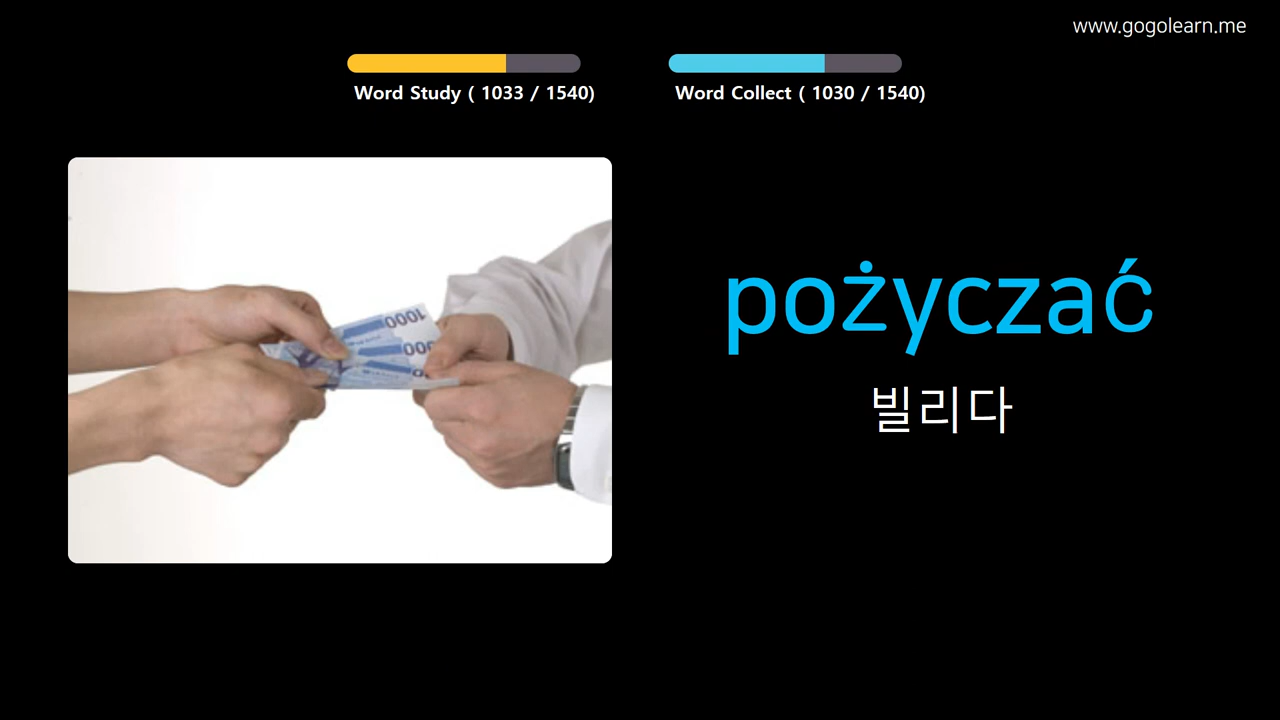 www.gogolearn.me
Word Study ( 1033 / 1540)
Word Collect ( 1030 / 1540)
pożyczać
빌리다
1000